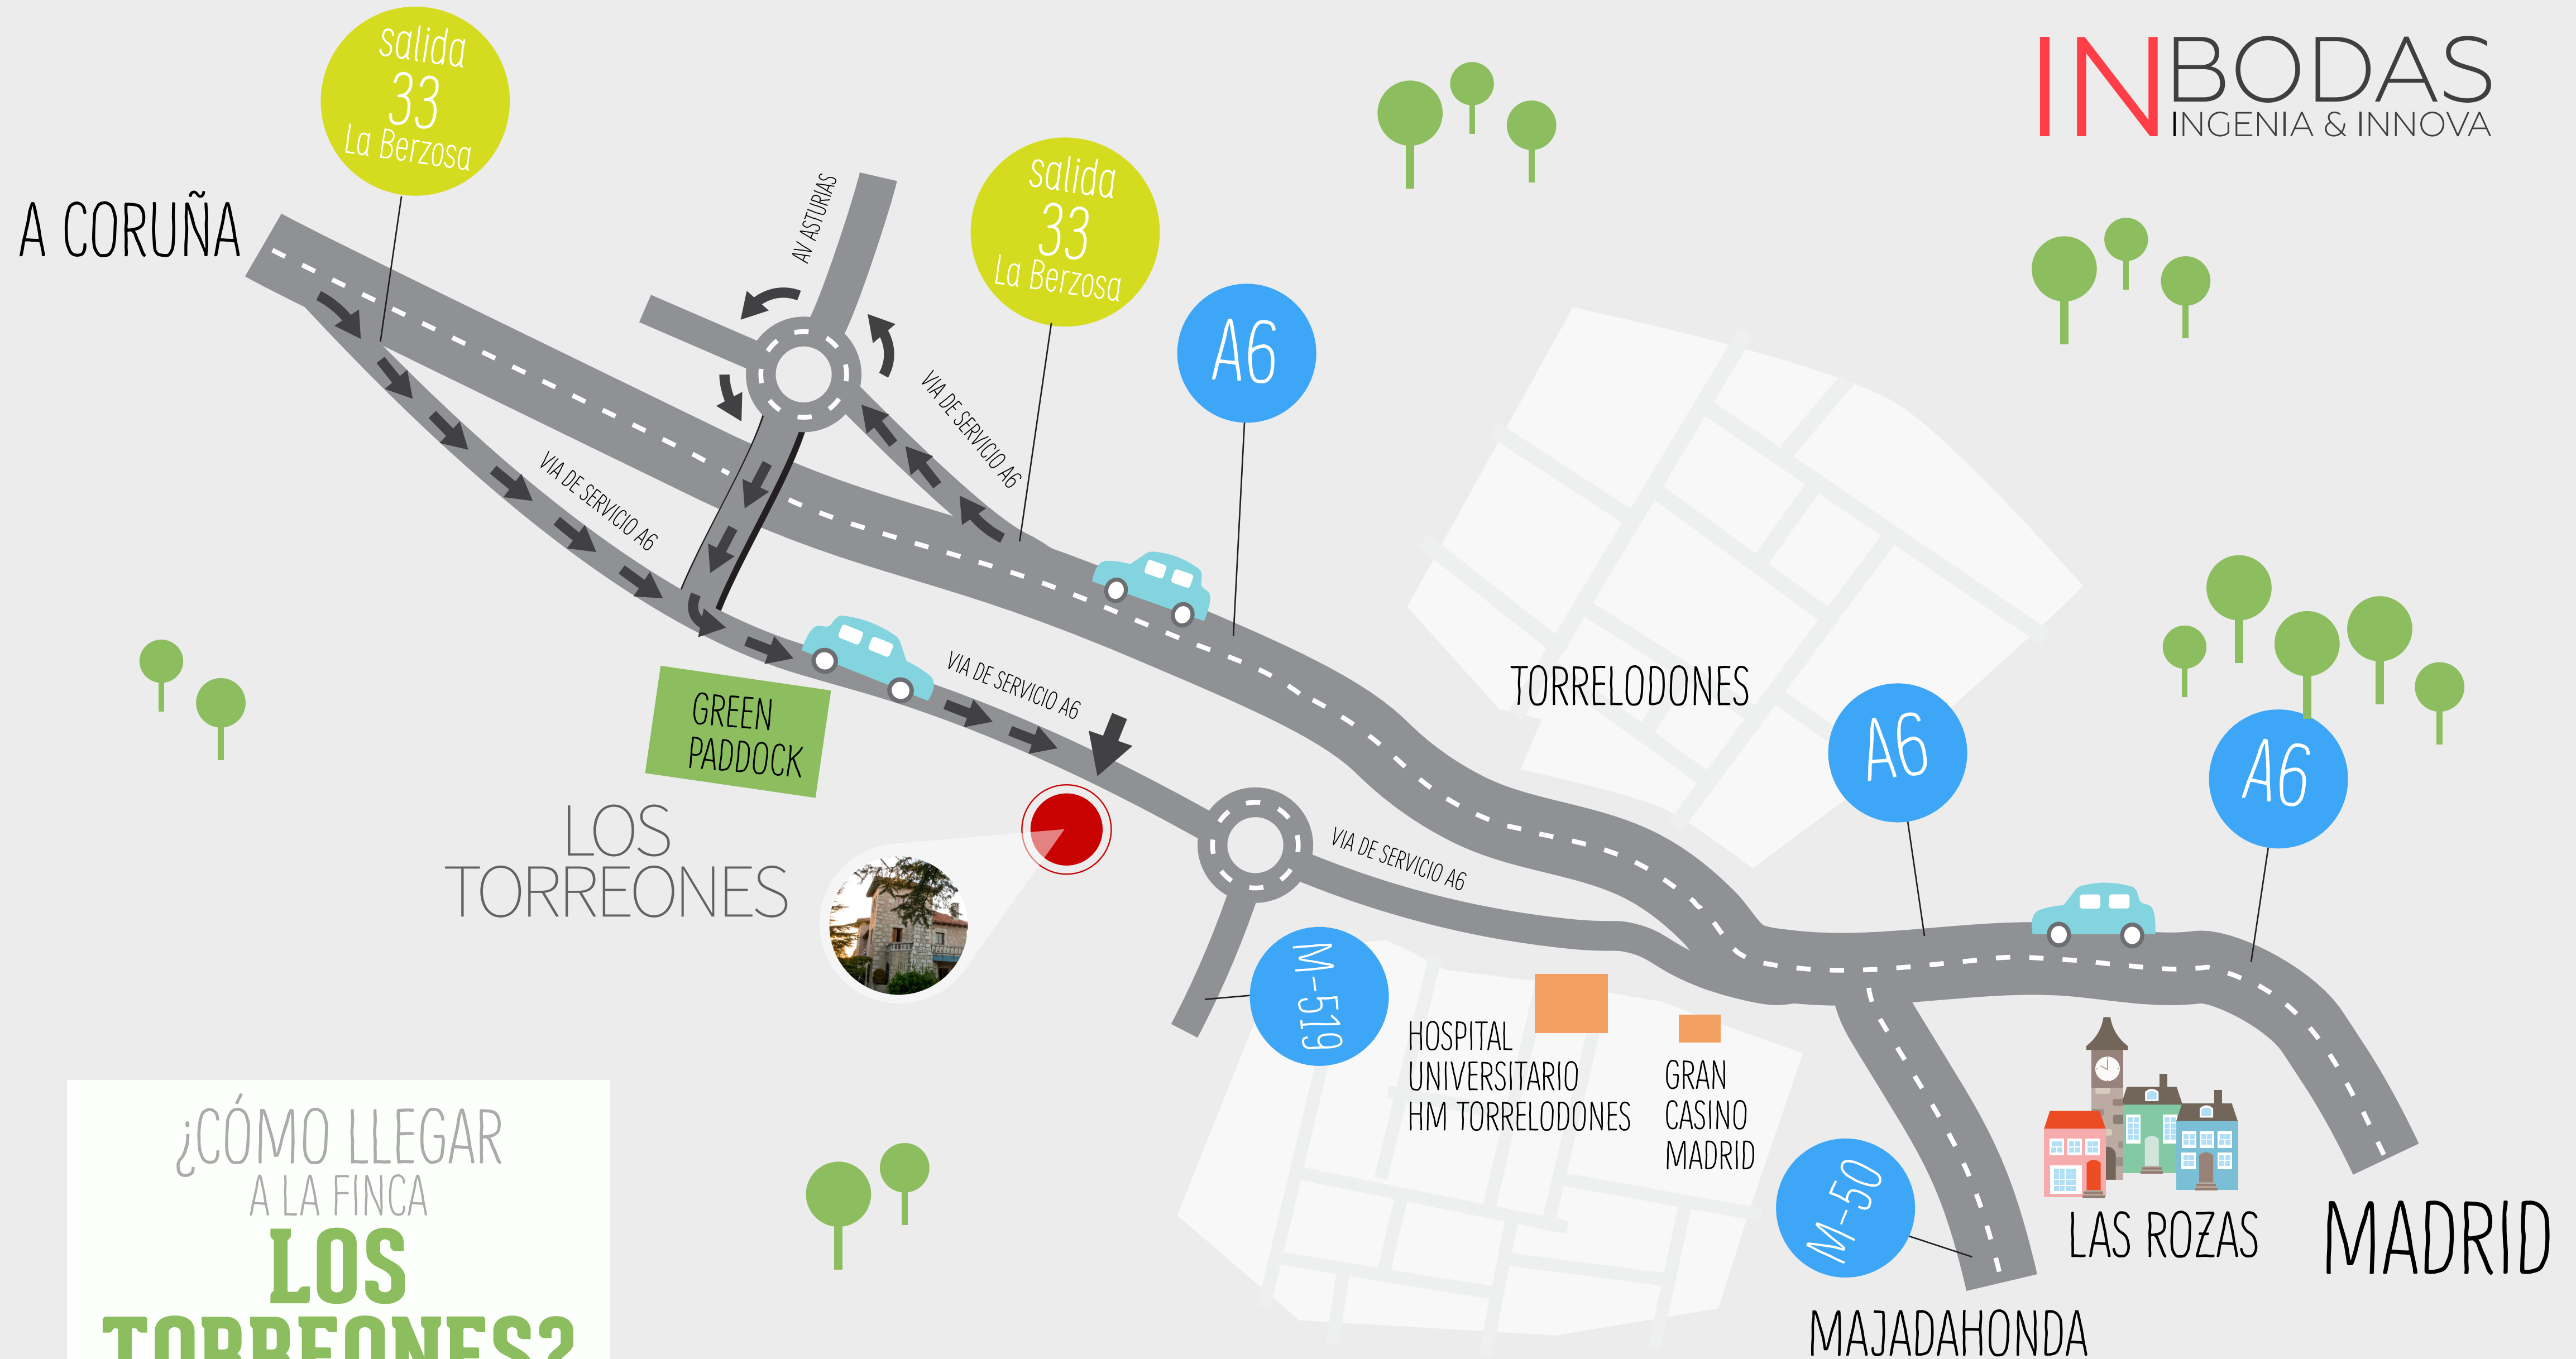 salida
33
La Berzosa
INBODAS
INGENIA & INNOVA
A CORUÑA
AV ASTURIAS
salida
33
La Berzosa
A6
VIA DE SERVICIO A6
VIA DE SERVICIO A6
VIA DE SERVICIO A6
TORRELODONES
GREEN
PADDOCK
A6
A6
LOS
TORREONES
VIA DE SERVICIO A6
M-519
HOSPITAL
UNIVERSITARIO
HM TORRELODONES
GRAN
CASINO
MADRID
M-50
LAS ROZAS
MADRID
MAJADAHONDA
¿CÓMO LLEGAR
A LA FINCA
LOS
TORREONES?